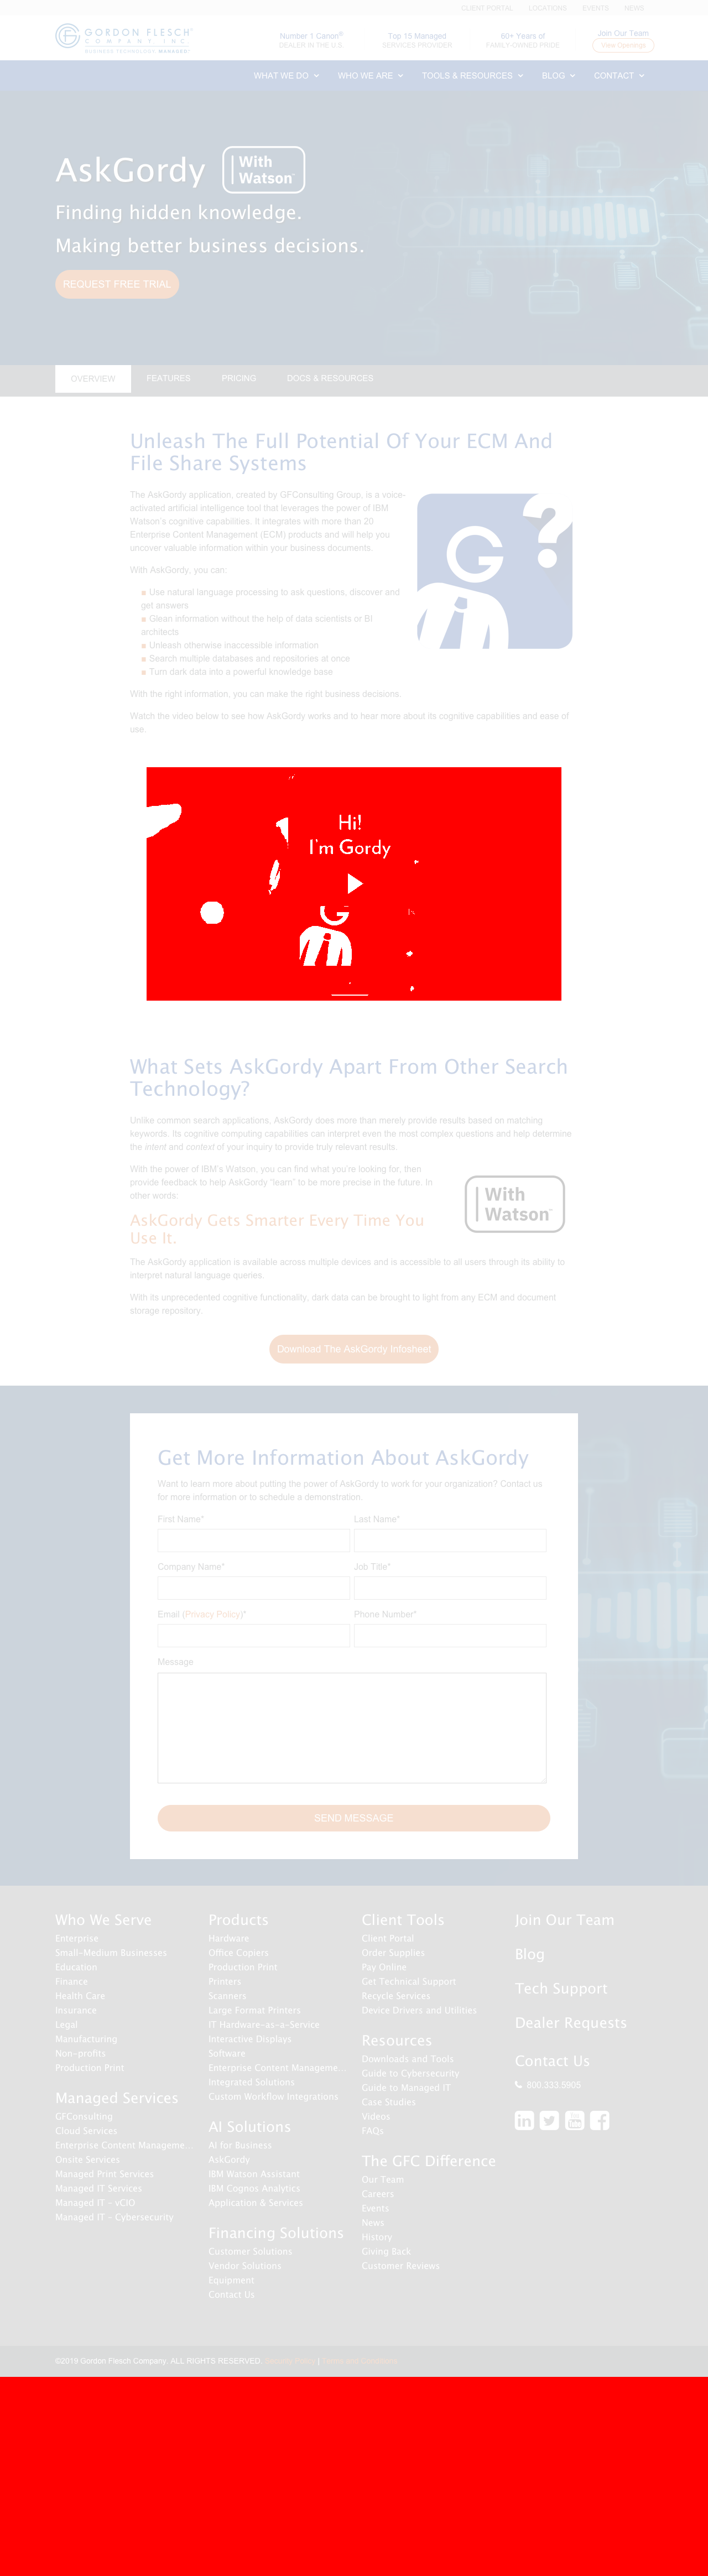 CLIENT PORTAL LOCATIONS EVENTS NEWS
GORDON FLESCH
COMPANY INC.
BUSINESS TECHNOLOGY MANAGED
Number 1 Canon®
DEALER IN THE U.S.
Top 15 Managed
SERVICES PROVIDER
60+ Years of
FAMILY-OWNED PRIDE
Join Our Team
View Openings
WHAT WE DO WHO WE ARE TOOLS & RESOURCES BLOG CONTACT
AskGordy
With
Watson™
Finding hidden knowledge.
Making better business decisions.
REQUEST FREE TRIAL
OVERVIEW FEATURES PRICING DOCS & RESOURCES
Unleash The Full Potential Of Your ECM And
File Share Systems
The AskGordy application, created by GFConsulting Group, is a voice-
activated artificial intelligence tool that leverages the power of IBM
Watson's cognitive capabilities. It integrates with more than 20
Enterprise Content Management (ECM) products and will help you
uncover valuable information within your business documents.
With AskGordy, you can:
Use natural language processing to ask questions, discover and
get answers
Glean information without the help of data scientists or BI
architects
Unleash otherwise inaccessible information
Search multiple databases and repositories at once
Turn dark data into a powerful knowledge base
With the right information, you can make the right business decisions.
Watch the video below to see how AskGordy works and to hear more about its cognitive capabilities and ease of
use.
Hi!
I'm Gordy
What Sets AskGordy Apart From Other Search
Technology?
Unlike common search applications, AskGordy does more than merely provide results based on matching
keywords. Its cognitive computing capabilities can interpret even the most complex questions and help determine
the intent and context of your inquiry to provide truly relevant results.
With the power of IBM's Watson, you can find what you're looking for, then
provide feedback to help AskGordy "learn" to be more precise in the future. In
other words:
With
Watson™
AskGordy Gets Smarter Every Time You
Use It.
The AskGordy application is available across multiple devices and is accessible to all users through its ability to
interpret natural language queries.
With its unprecedented cognitive functionality, dark data can be brought to light from any ECM and document
storage repository.
Download The AskGordy Infosheet
Get More Information About AskGordy
Want to learn more about putting the power of AskGordy to work for your organization? Contact us
for more information or to schedule a demonstration.
First Name* Last Name*
Company Name* Job Title*
Email (Privacy Policy)* Phone Number*
Message
SEND MESSAGE
Who We Serve
Enterprise
Small-Medium Businesses
Education
Finance
Health Care
Insurance
Legal
Manufacturing
Non-profits
Production Print
Managed Services
GFConsulting
Cloud Services
Enterprise Content Manageme...
Onsite Services
Managed Print Services
Managed IT Services
Managed IT - vCIO
Managed IT - Cybersecurity
Products
Hardware
Office Copiers
Production Print
Printers
Scanners
Large Format Printers
IT Hardware-as-a-Service
Interactive Displays
Software
Enterprise Content Manageme...
Integrated Solutions
Custom Workflow Integrations
AI Solutions
AI for Business
AskGordy
IBM Watson Assistant
IBM Cognos Analytics
Application & Services
Financing Solutions
Customer Solutions
Vendor Solutions
Equipment
Contact Us
Client Tools
Client Portal
Order Supplies
Pay Online
Get Technical Support
Recycle Services
Device Drivers and Utilities
Resources
Downloads and Tools
Guide to Cybersecurity
Guide to Managed IT
Case Studies
Videos
FAQs
The GFC Difference
Our Team
Careers
Events
News
History
Giving Back
Customer Reviews
Join Our Team
Blog
Tech Support
Dealer Requests
Contact Us
800.333.5905
©2019 Gordon Flesch Company. ALL RIGHTS RESERVED. |